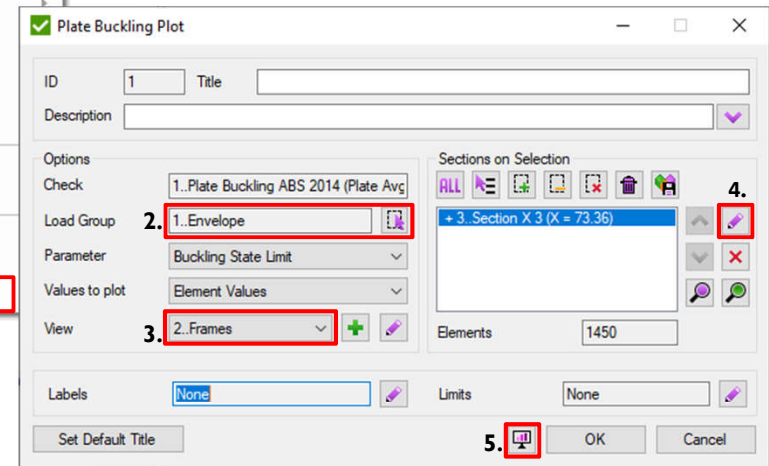 Plate Buckling Plot
ID 1 Title
Description
Options
Check 1..Plate Buckling ABS 2014 (Plate Avg
Load Group 2. 1..Envelope
Parameter Buckling State Limit
Values to plot Element Values
View 3. 2..Frames
Sections on Selection
ALL
4.
+ 3..Section X 3 (X = 73.36)
Elements 1450
Labels None Limits None
Set Default Title 5. OK Cancel